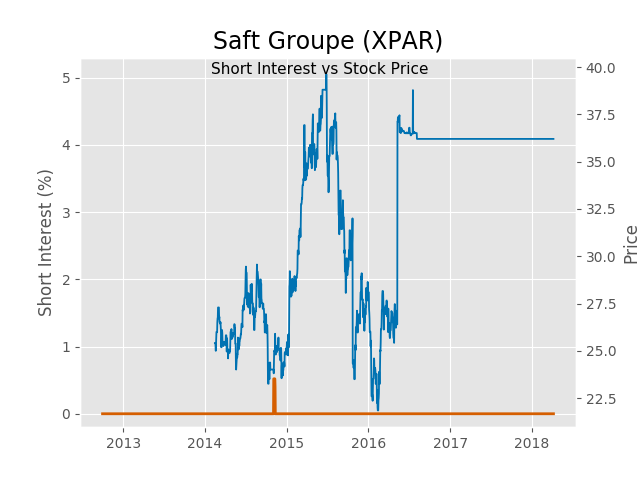 Saft Groupe (XPAR)
Short Interest vs Stock Price
5
4
3
2
1
0
Short Interest (%)
40.0
37.5
35.0
32.5
30.0
27.5
25.0
22.5
Price
2013 2014 2015 2016 2017 2018